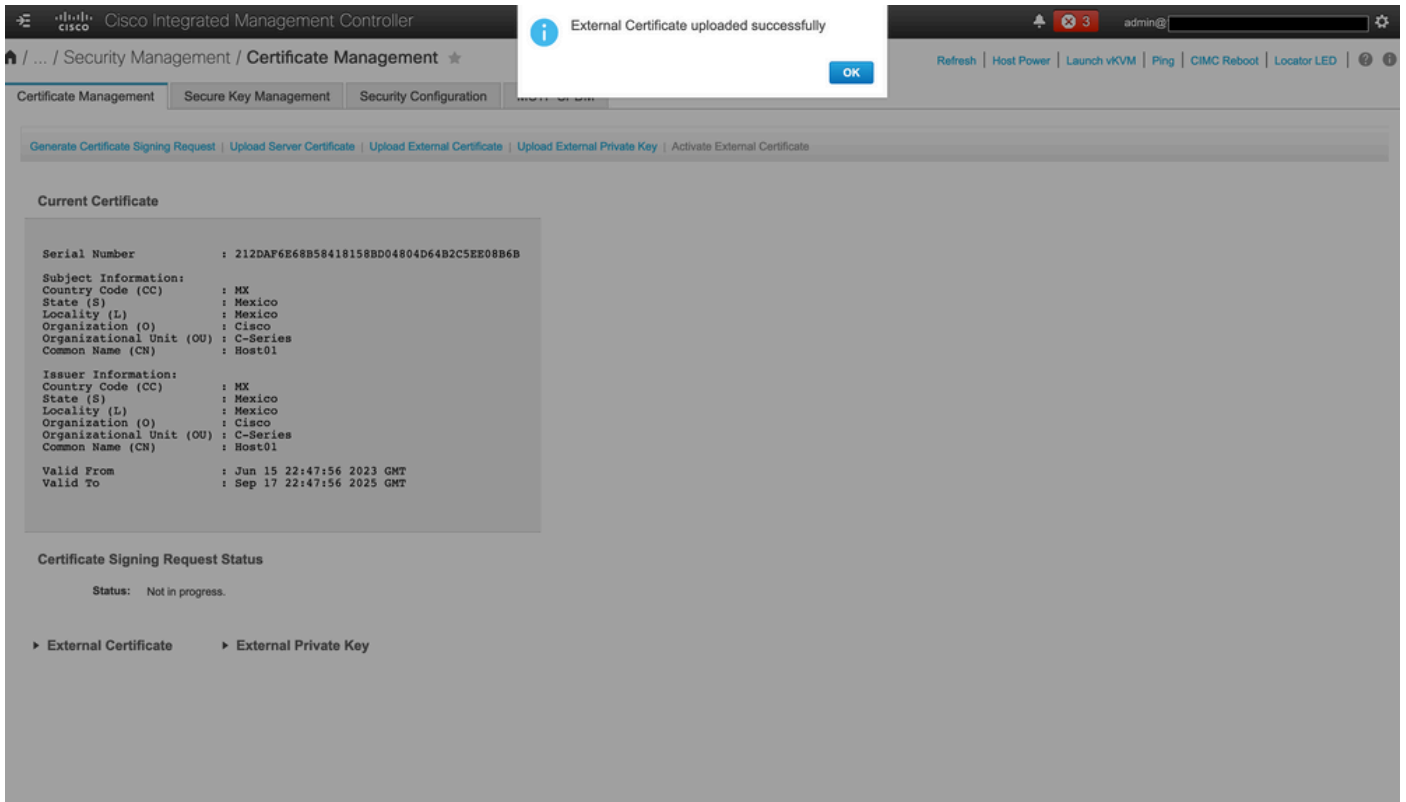 cisco Cisco Integrated Management Controller
External Certificate uploaded successfully
OK
3 admin@
/ ... / Security Management / Certificate Management
Refresh | Host Power | Launch vKVM | Ping | CIMC Reboot | Locator LED |
Certificate Management Secure Key Management Security Configuration
Generate Certificate Signing Request | Upload Server Certificate | Upload External Certificate | Upload External Private Key | Activate External Certificate
Current Certificate
Serial Number : 212DAF6E68B58418158BD04804D64B2C5EE08B6B
Subject Information:
Country Code (CC) : MX
State (S) : Mexico
Locality (L) : Mexico
Organization (O) : Cisco
Organizational Unit (OU) : C-Series
Common Name (CN) : Host01
Issuer Information:
Country Code (CC) : MX
State (S) : Mexico
Locality (L) : Mexico
Organization (O) : Cisco
Organizational Unit (OU) : C-Series
Common Name (CN) : Host01
Valid From : Jun 15 22:47:56 2023 GMT
Valid To : Sep 17 22:47:56 2025 GMT
Certificate Signing Request Status
Status: Not in progress.
External Certificate External Private Key